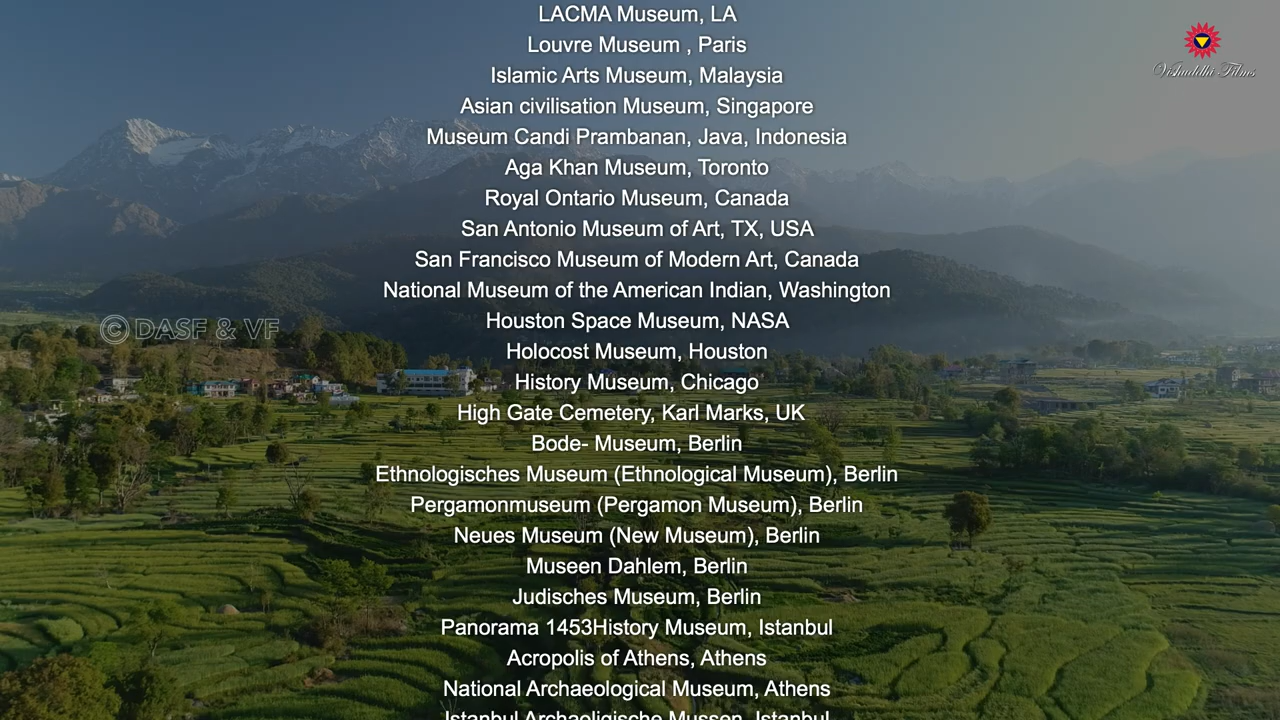 LACMA Museum, LA
Louvre Museum , Paris
Islamic Arts Museum, Malaysia
Asian civilisation Museum, Singapore
Museum Candi Prambanan, Java, Indonesia
Aga Khan Museum, Toronto
Royal Ontario Museum, Canada
San Antonio Museum of Art, TX, USA
San Francisco Museum of Modern Art, Canada
National Museum of the American Indian, Washington
Houston Space Museum, NASA
Holocost Museum, Houston
History Museum, Chicago
High Gate Cemetery, Karl Marks, UK
Bode- Museum, Berlin
Ethnologisches Museum (Ethnological Museum), Berlin
Pergamonmuseum (Pergamon Museum), Berlin
Neues Museum (New Museum), Berlin
Museen Dahlem, Berlin
Judisches Museum, Berlin
Panorama 1453History Museum, Istanbul
Acropolis of Athens, Athens
National Archaeological Museum, Athens
Istanbul Archaeligische Mussen, Istanbul
Vishuddhi Films
© DASF & VF